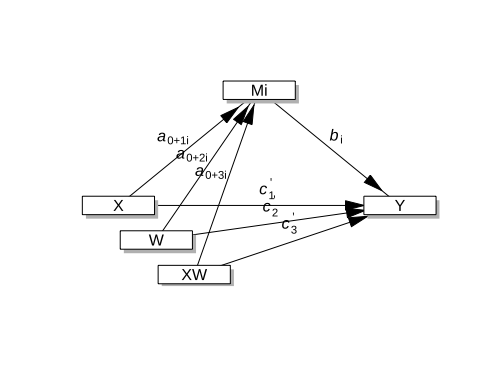 Mi
a0+1i
bi
a0+2i
a0+3i
c1'
X
c2'
Y
c3'
W
XW